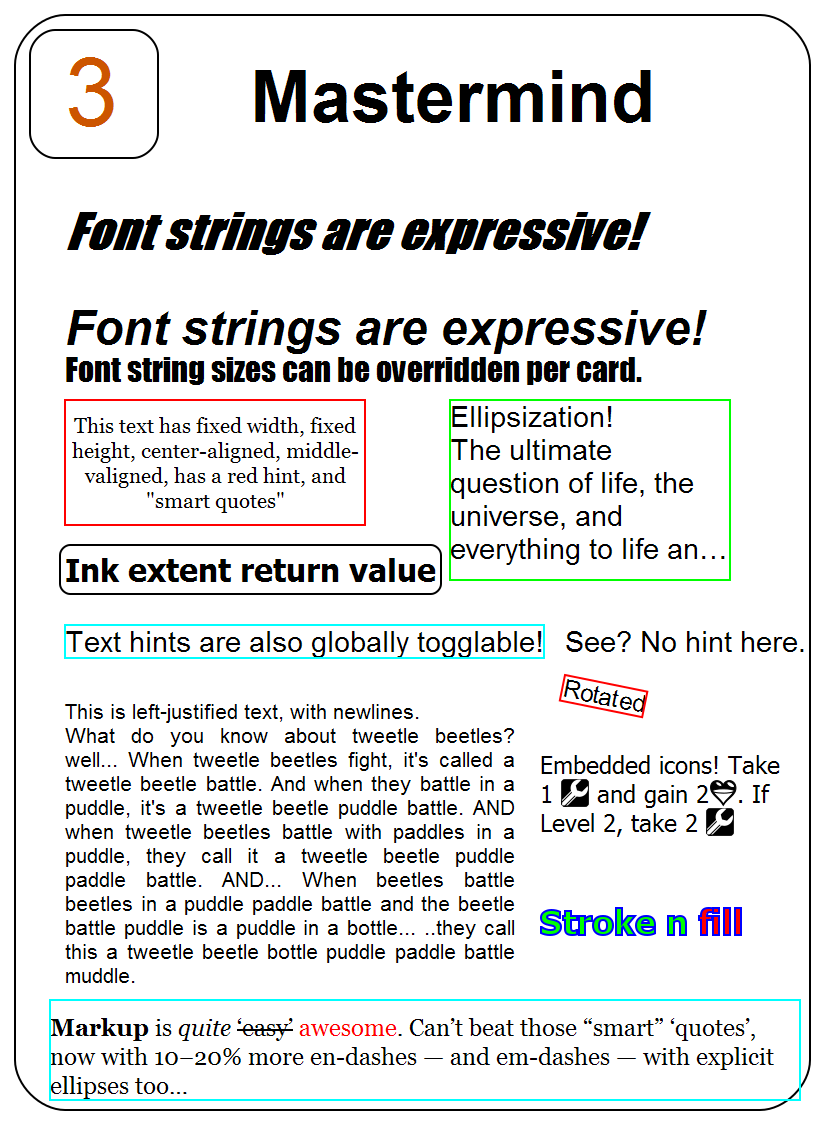 3
Mastermind
Font strings are expressive!
Font strings are expressive!
Font string sizes can be overridden per card.
This text has fixed width, fixed
height, center-aligned, middle-
valigned, has a red hint, and
"smart quotes"
Ellipsization!
The ultimate
question of life, the
universe, and
everything to life an…
Ink extent return value
Text hints are also globally togglable!
See? No hint here.
Rotated
This is left-justified text, with newlines.
What do you know about tweetle beetles?
well... When tweetle beetles fight, it's called a
tweetle beetle battle. And when they battle in a
puddle, it's a tweetle beetle puddle battle. AND
when tweetle beetles battle with paddles in a
puddle, they call it a tweetle beetle puddle
paddle battle. AND... When beetles battle
beetles in a puddle paddle battle and the beetle
battle puddle is a puddle in a bottle... ..they call
this a tweetle beetle bottle puddle paddle battle
muddle.
Embedded icons! Take
1 and gain 2. If
Level 2, take 2
Stroke n fill
Markup is quite ‘easy’ awesome. Can’t beat those “smart” ‘quotes’,
now with 10–20% more en-dashes — and em-dashes — with explicit
ellipses too…